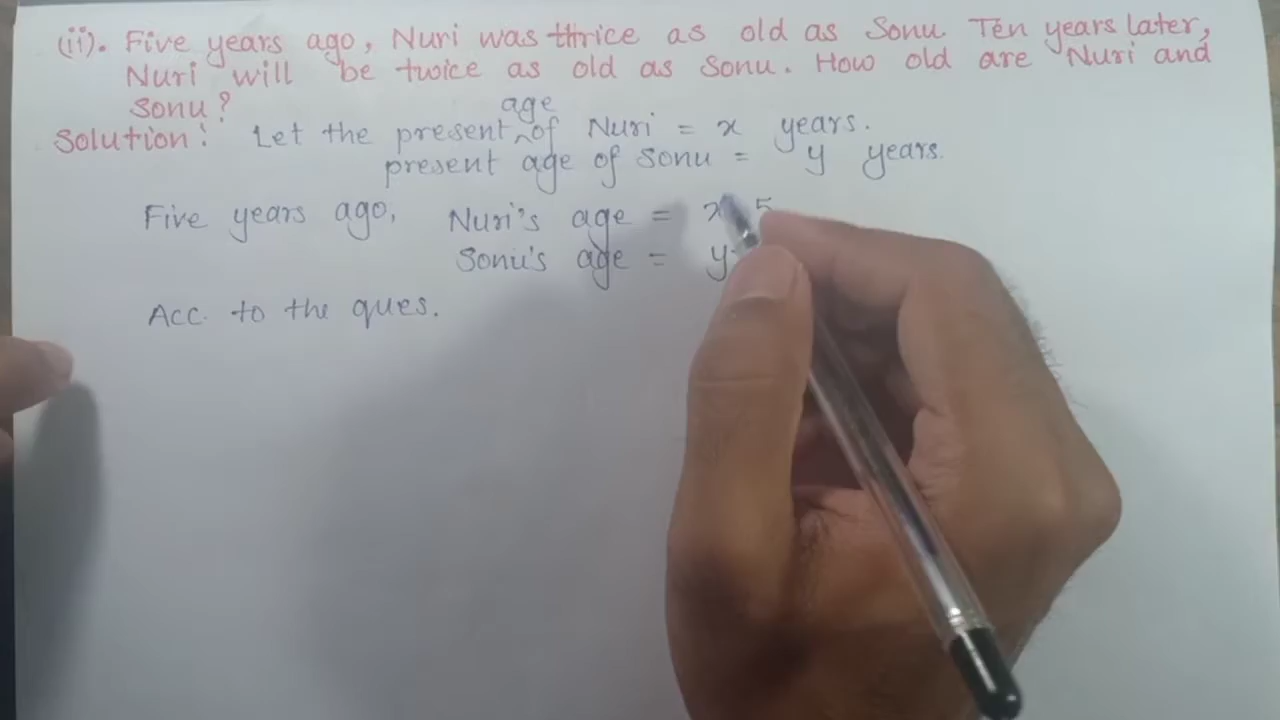 (ii). Five years ago, Nuri was thrice as old as Sonu. Ten years later,
Nuri will be twice as old as Sonu. How old are Nuri and
Sonu?
age
Solution: Let the present ^ of Nuri = x years.
present age of Sonu = y years.
Five years ago, Nuri's age = x 5
Sonu's age = y
Acc. to the ques.